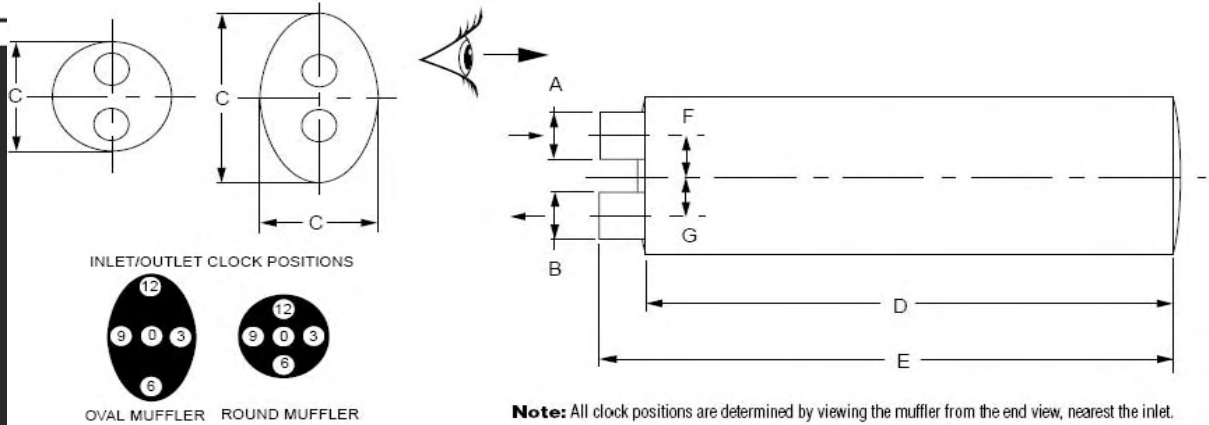 C
C
C
A
F
G
B
D
E
INLET/OUTLET CLOCK POSITIONS
12
9 0 3
6
12
9 0 3
6
OVAL MUFFLER
ROUND MUFFLER
Note: All clock positions are determined by viewing the muffler from the end view, nearest the inlet.